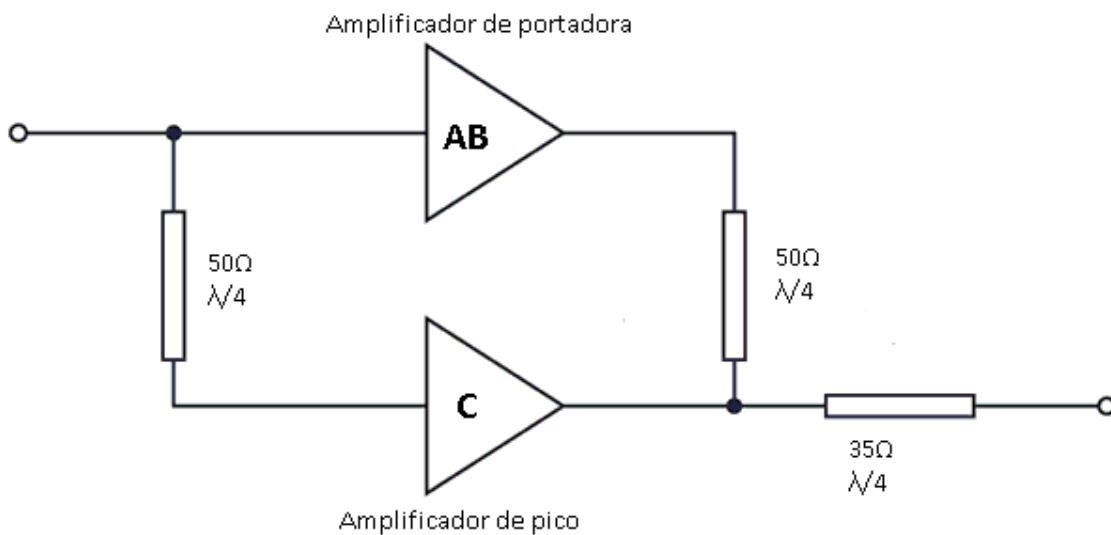 Amplificador de portadora
AB
50Ω
λ/4
50Ω
λ/4
C
35Ω
λ/4
Amplificador de pico